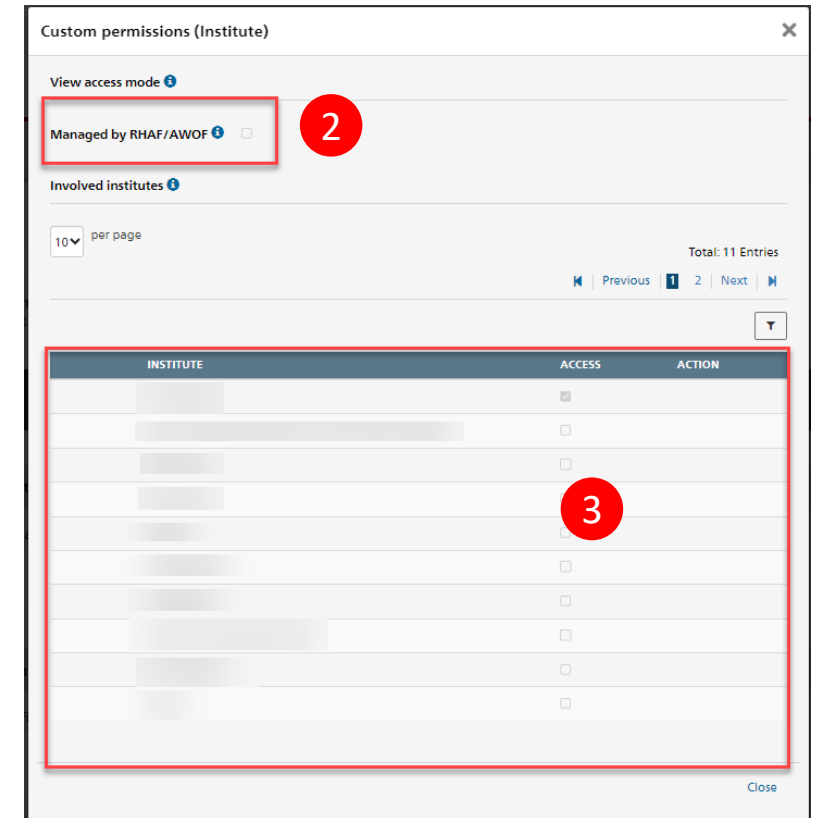 Custom permissions (Institute)
View access mode
Managed by RHAF/AWOF
2
Involved institutes
10 per page
Total: 11 Entries
Previous 1 2 Next
INSTITUTE ACCESS ACTION
3
Close